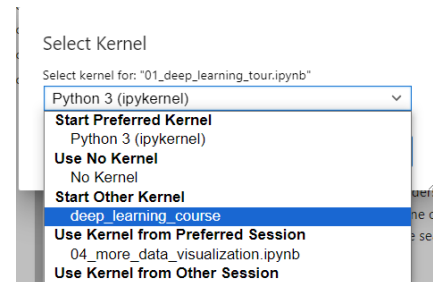 Select Kernel
Select kernel for: "01_deep_learning_tour.ipynb"
Python 3 (ipykernel)
Start Preferred Kernel
Python 3 (ipykernel)
Use No Kernel
No Kernel
Start Other Kernel
deep_learning_course
Use Kernel from Preferred Session
04_more_data_visualization.ipynb
Use Kernel from Other Session